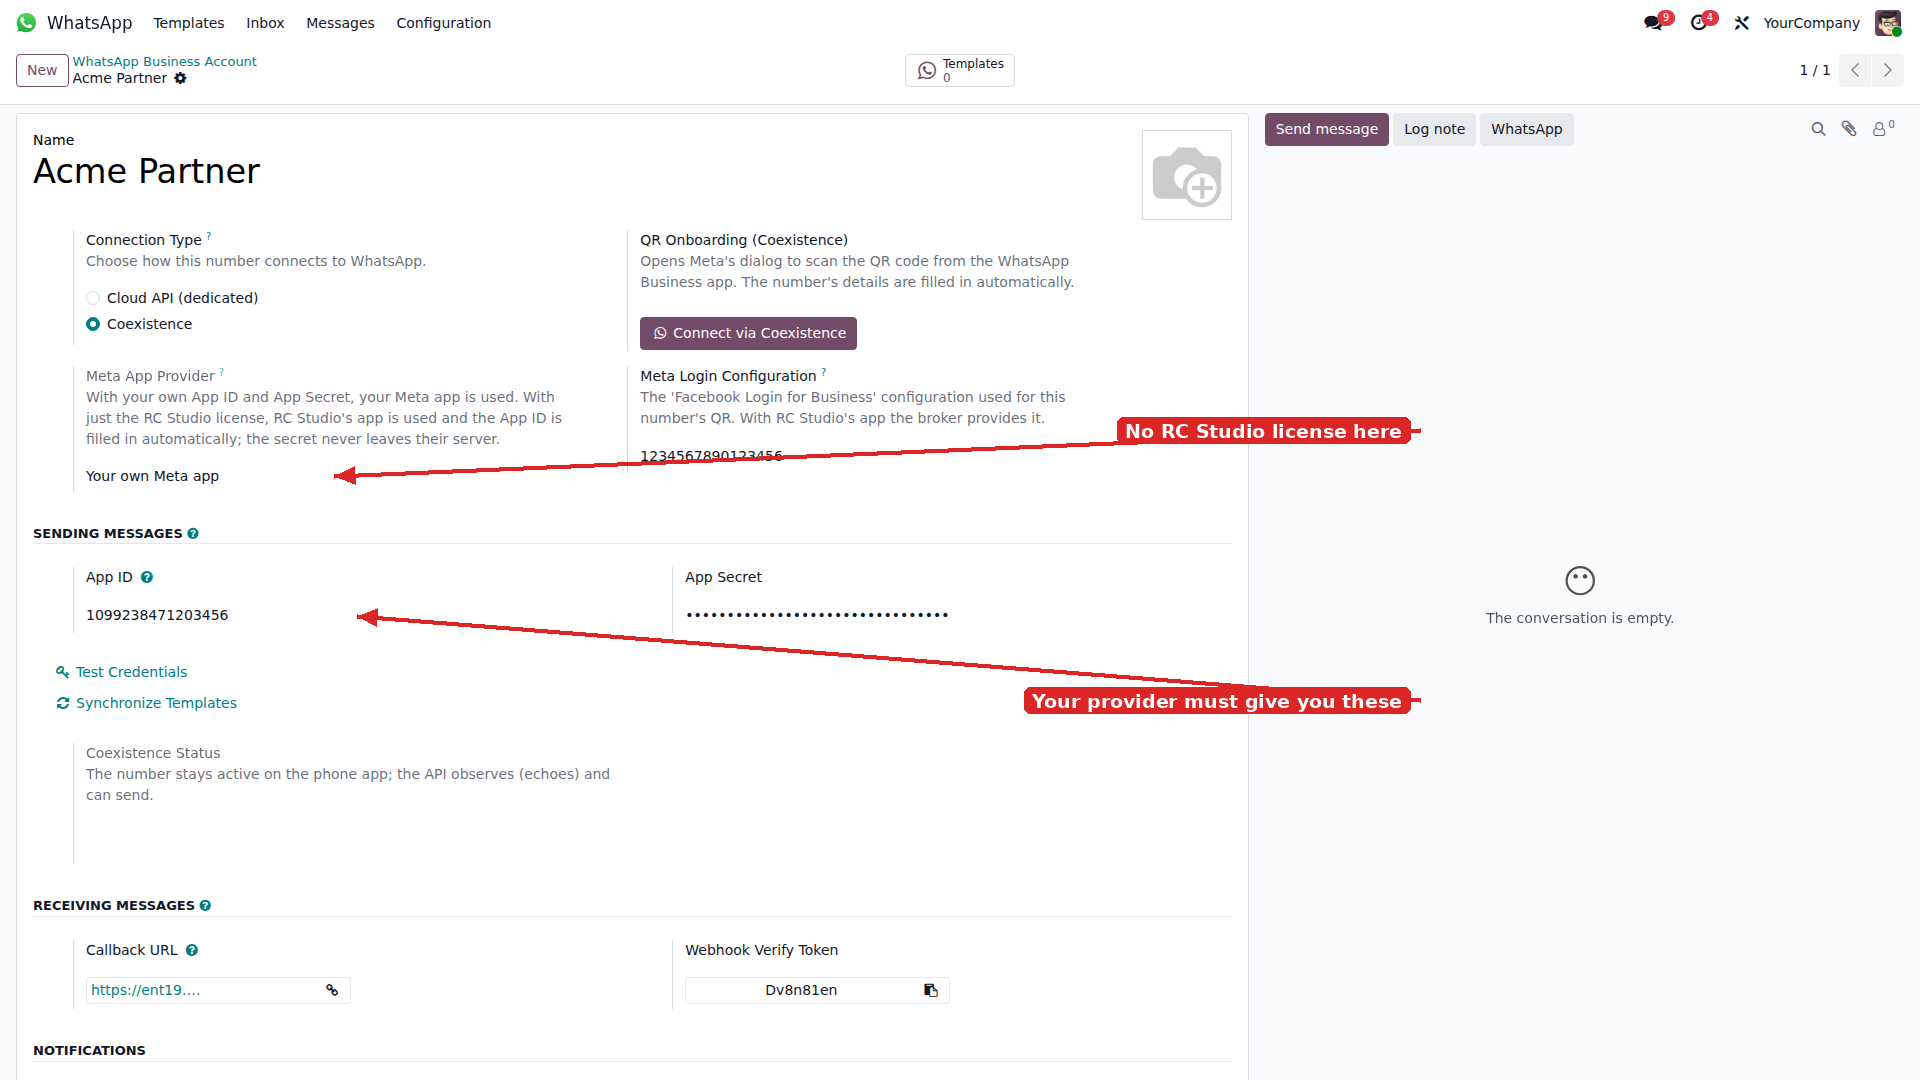 WhatsApp Templates Inbox Messages Configuration 9 4 YourCompany
New WhatsApp Business Account
Acme Partner
Templates
0
1 / 1
Name
Acme Partner
Send message Log note WhatsApp 0
Connection Type ?
Choose how this number connects to WhatsApp.
Cloud API (dedicated)
Coexistence
QR Onboarding (Coexistence)
Opens Meta's dialog to scan the QR code from the WhatsApp
Business app. The number's details are filled in automatically.
Connect via Coexistence
Meta App Provider ?
With your own App ID and App Secret, your Meta app is used. With
just the RC Studio license, RC Studio's app is used and the App ID is
filled in automatically; the secret never leaves their server.
Your own Meta app
Meta Login Configuration ?
The 'Facebook Login for Business' configuration used for this
number's QR. With RC Studio's app the broker provides it.
1234567890123456
No RC Studio license here
SENDING MESSAGES ?
App ID ?
1099238471203456
App Secret
••••••••••••••••••••••••••••••••
Your provider must give you these
Test Credentials
Synchronize Templates
The conversation is empty.
Coexistence Status
The number stays active on the phone app; the API observes (echoes) and
can send.
RECEIVING MESSAGES ?
Callback URL ?
https://ent19....
Webhook Verify Token
Dv8n81en
NOTIFICATIONS